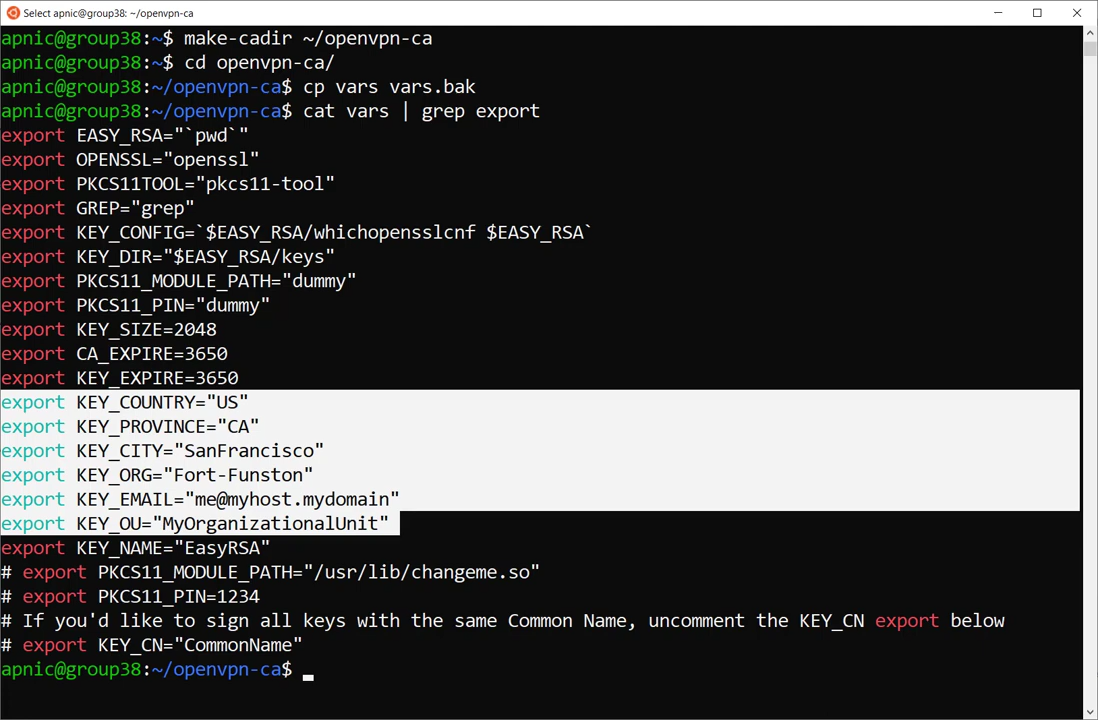 Select apnic@group38: ~/openvpn-ca
apnic@group38:~$ make-cadir ~/openvpn-ca
apnic@group38:~$ cd openvpn-ca/
apnic@group38:~/openvpn-ca$ cp vars vars.bak
apnic@group38:~/openvpn-ca$ cat vars | grep export
export EASY_RSA="`pwd`"
export OPENSSL="openssl"
export PKCS11TOOL="pkcs11-tool"
export GREP="grep"
export KEY_CONFIG=`$EASY_RSA/whichopensslcnf $EASY_RSA`
export KEY_DIR="$EASY_RSA/keys"
export PKCS11_MODULE_PATH="dummy"
export PKCS11_PIN="dummy"
export KEY_SIZE=2048
export CA_EXPIRE=3650
export KEY_EXPIRE=3650
export KEY_COUNTRY="US"
export KEY_PROVINCE="CA"
export KEY_CITY="SanFrancisco"
export KEY_ORG="Fort-Funston"
export KEY_EMAIL="me@myhost.mydomain"
export KEY_OU="MyOrganizationalUnit"
export KEY_NAME="EasyRSA"
# export PKCS11_MODULE_PATH="/usr/lib/changeme.so"
# export PKCS11_PIN=1234
# If you'd like to sign all keys with the same Common Name, uncomment the KEY_CN export below
# export KEY_CN="CommonName"
apnic@group38:~/openvpn-ca$